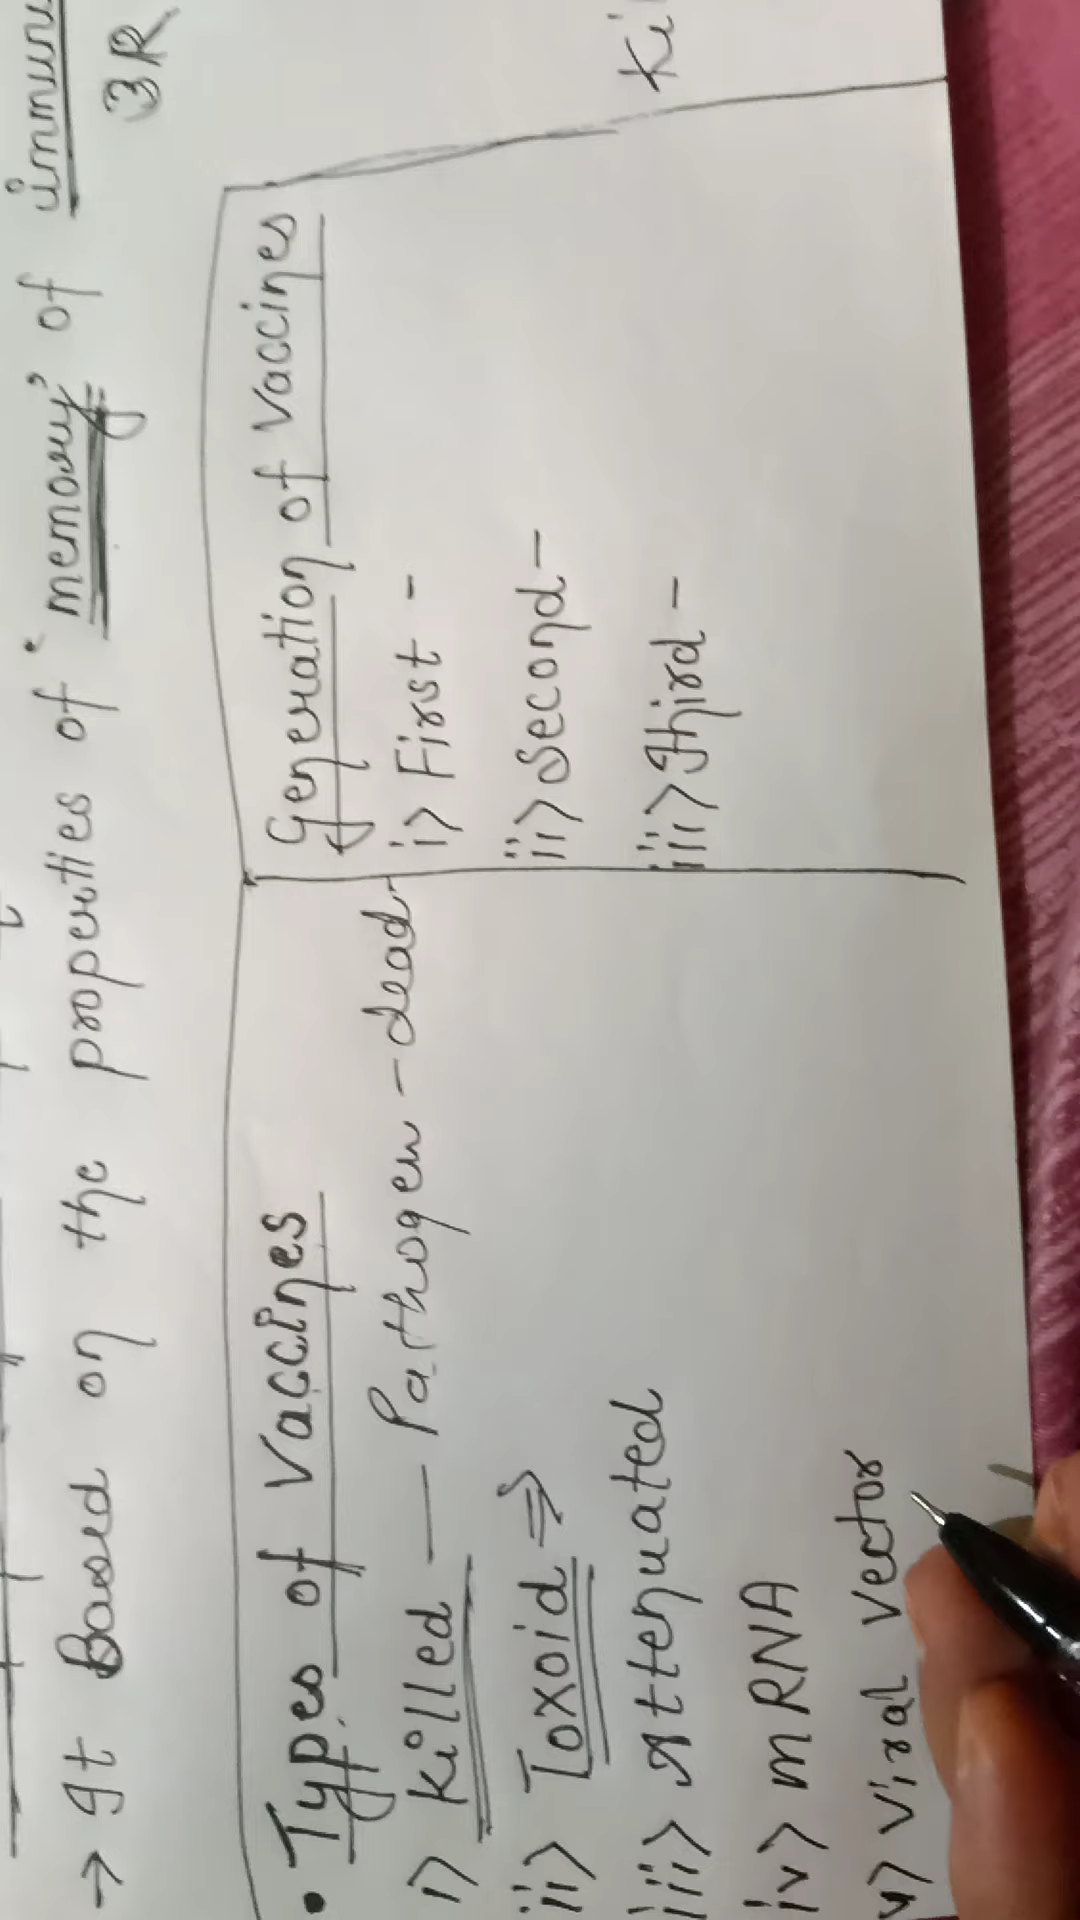 → It Based on the properties of "memory" of
3R
• Types of Vaccines
i) Killed — Pathogen - dead
ii) Toxoid ⇒
iii) Attenuated
iv) mRNA
v) Viral Vector
Generation of Vaccines
i) First -
ii) Second -
iii) Third -